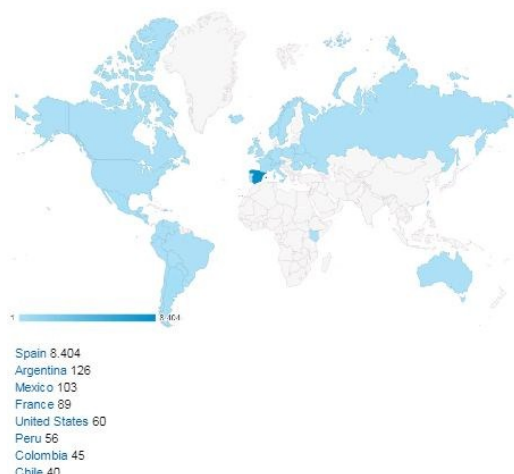 1 8.404
Spain 8.404
Argentina 126
Mexico 103
France 89
United States 60
Peru 56
Colombia 45
Chile 40